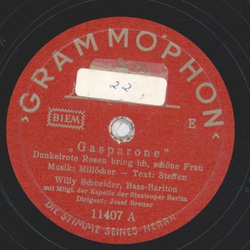 ›GRAMMOPHON‹
22
BIEM
E
„Gasparone"
Dunkelrote Rosen bring ich, schöne Frau
Musik: Millöcker – Text: Steffen
Willy Schneider, Bass-Bariton
mit Mitgl. der Kapelle der Staatsoper Berlin
Dirigent: Josef Breuer
11407 A
DIE STIMME SEINES HERRN